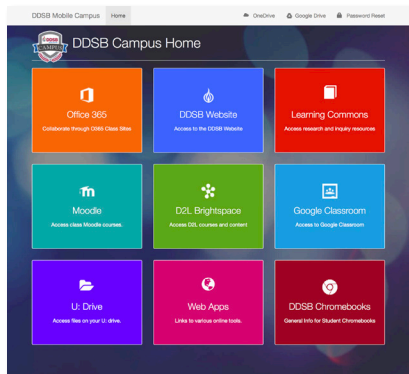 DDSB Mobile Campus Home OneDrive Google Drive Password Reset
DDSB
CAMPUS
DDSB Campus Home
Office 365
Collaborate through O365 Class Sites
DDSB Website
Access to the DDSB Website
Learning Commons
Access research and inquiry resources
Moodle
Access class Moodle courses.
D2L Brightspace
Access D2L courses and content
Google Classroom
Access to Google Classroom
U: Drive
Access files on your U: drive.
Web Apps
Links to various online tools.
DDSB Chromebooks
General Info for Student Chromebooks